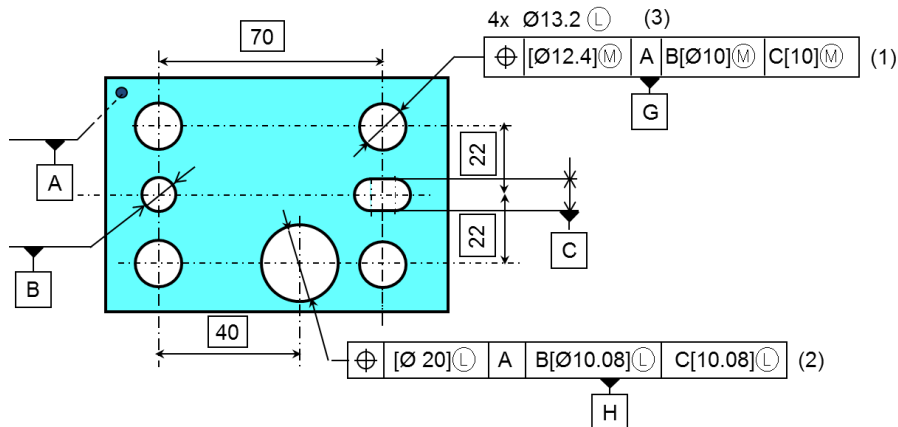 4x Ø13.2 Ⓛ (3)
70
⌖ [Ø12.4]Ⓜ A B[Ø10]Ⓜ C[10]Ⓜ (1)
G
22
A
22
C
B
40
⌖ [Ø 20]Ⓛ A B[Ø10.08]Ⓛ C[10.08]Ⓛ (2)
H